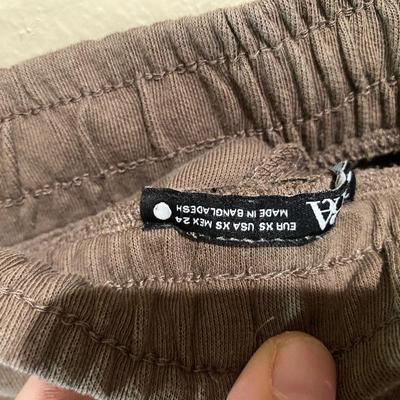 EUR XS USA XS MEX 24
MADE IN BANGLADESH